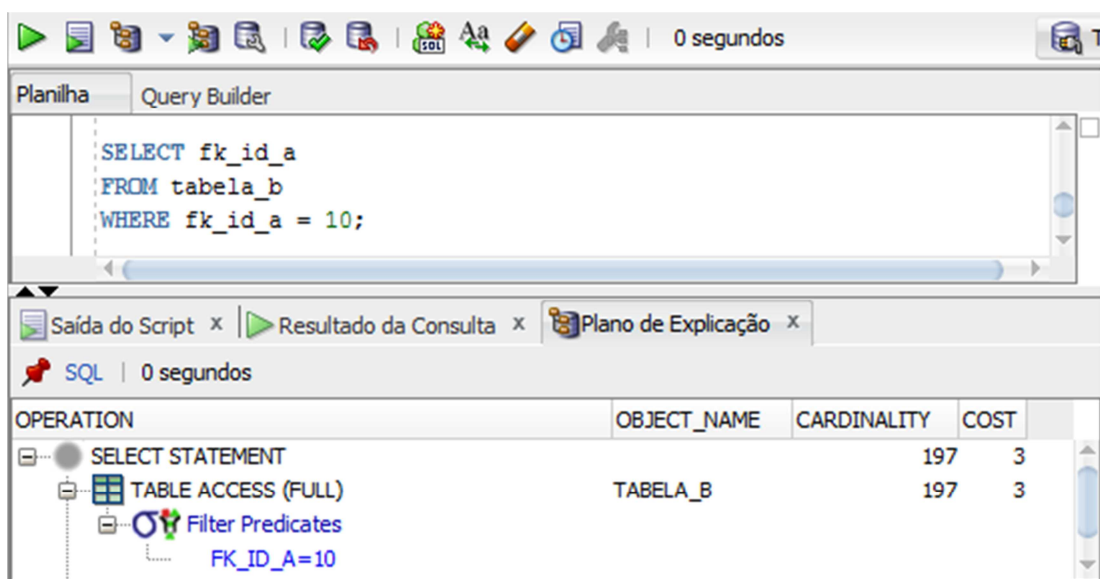 SQL Aa 0 segundos T
Planilha Query Builder
SELECT fk_id_a
FROM tabela_b
WHERE fk_id_a = 10;
Saída do Script x Resultado da Consulta x Plano de Explicação x
SQL | 0 segundos
OPERATION OBJECT_NAME CARDINALITY COST
SELECT STATEMENT 197 3
TABLE ACCESS (FULL) TABELA_B 197 3
Filter Predicates
FK_ID_A=10